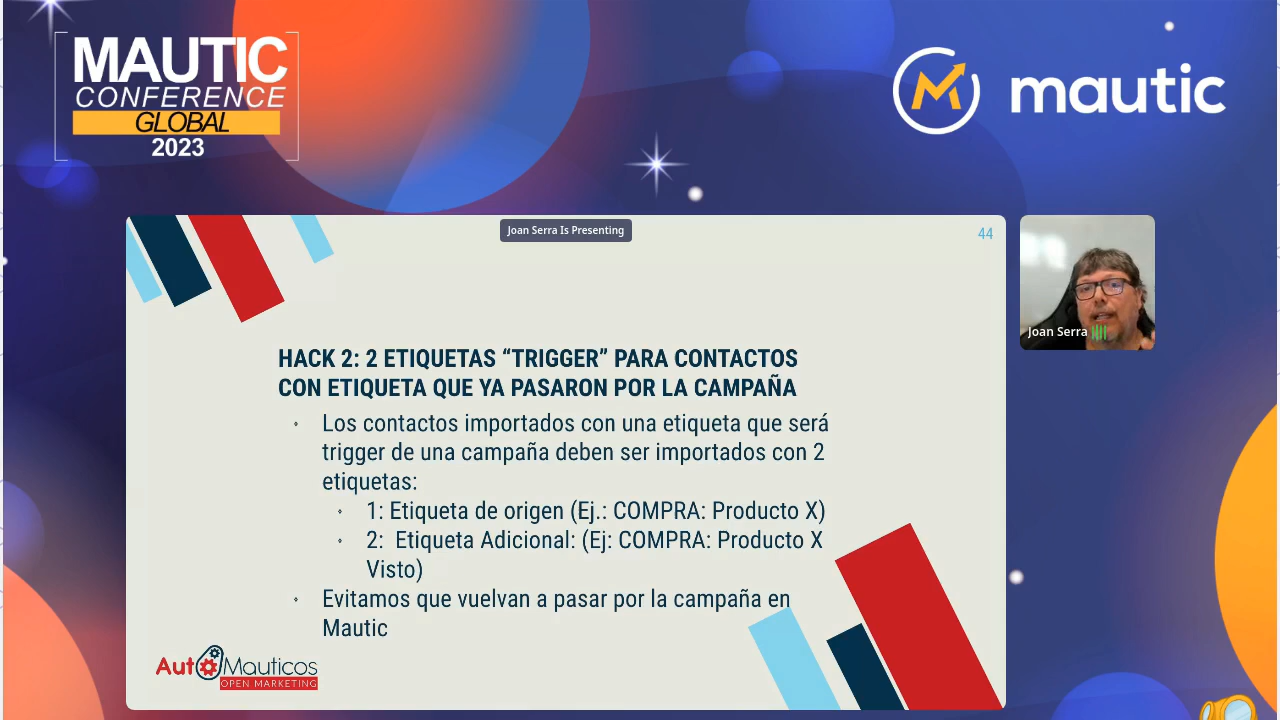 MAUTIC
CONFERENCE
GLOBAL
2023
mautic
Joan Serra Is Presenting
44
Joan Serra
HACK 2: 2 ETIQUETAS “TRIGGER” PARA CONTACTOS
CON ETIQUETA QUE YA PASARON POR LA CAMPAÑA
Los contactos importados con una etiqueta que será
trigger de una campaña deben ser importados con 2
etiquetas:
1: Etiqueta de origen (Ej.: COMPRA: Producto X)
2: Etiqueta Adicional: (Ej: COMPRA: Producto X
Visto)
Evitamos que vuelvan a pasar por la campaña en
Mautic
AutoMauticos
OPEN MARKETING